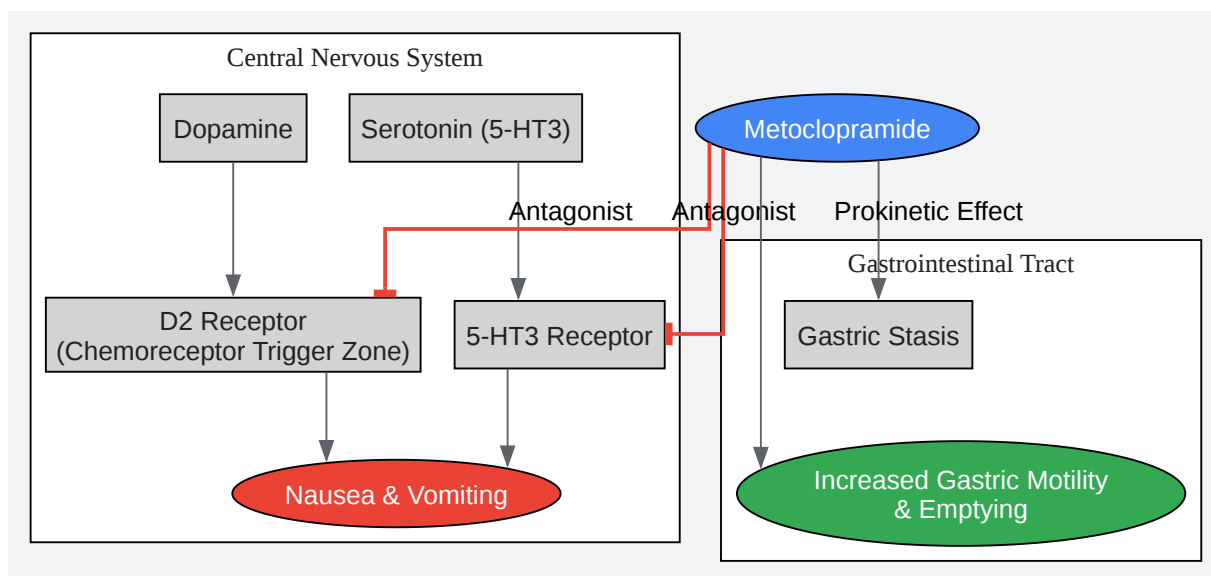 Central Nervous System
Dopamine
Serotonin (5-HT3)
Metoclopramide
Antagonist
Antagonist
Prokinetic Effect
Gastrointestinal Tract
D2 Receptor
(Chemoreceptor Trigger Zone)
5-HT3 Receptor
Gastric Stasis
Nausea & Vomiting
Increased Gastric Motility
& Emptying